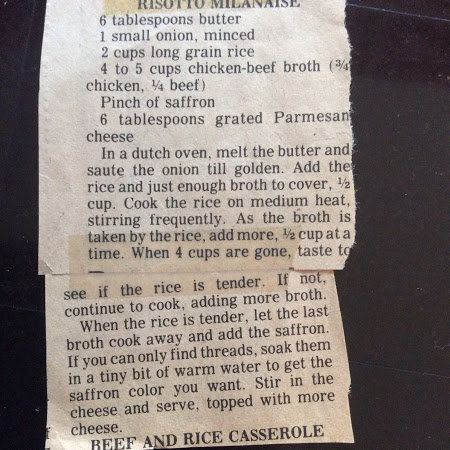 RISOTTO MILANAISE
6 tablespoons butter
1 small onion, minced
2 cups long grain rice
4 to 5 cups chicken-beef broth (¾
chicken, ¼ beef)
Pinch of saffron
6 tablespoons grated Parmesan
cheese
In a dutch oven, melt the butter and
saute the onion till golden. Add the
rice and just enough broth to cover, ½
cup. Cook the rice on medium heat,
stirring frequently. As the broth is
taken by the rice, add more, ½ cup at a
time. When 4 cups are gone, taste to
see if the rice is tender. If not,
continue to cook, adding more broth.
When the rice is tender, let the last
broth cook away and add the saffron.
If you can only find threads, soak them
in a tiny bit of warm water to get the
saffron color you want. Stir in the
cheese and serve, topped with more
cheese.
BEEF AND RICE CASSEROLE